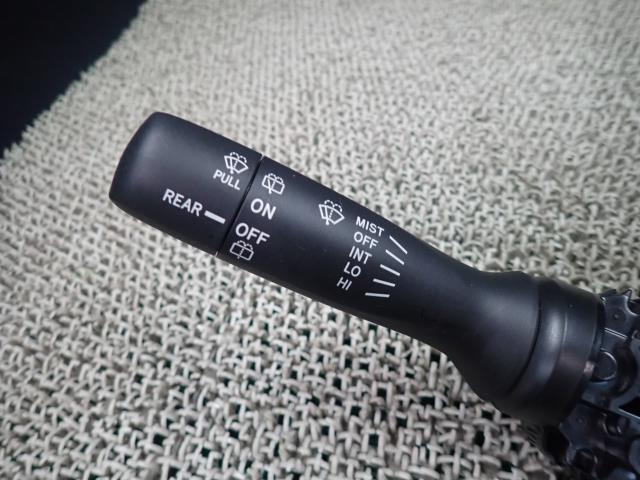 PULL
REAR
ON
OFF
MIST
OFF
INT
LO
HI